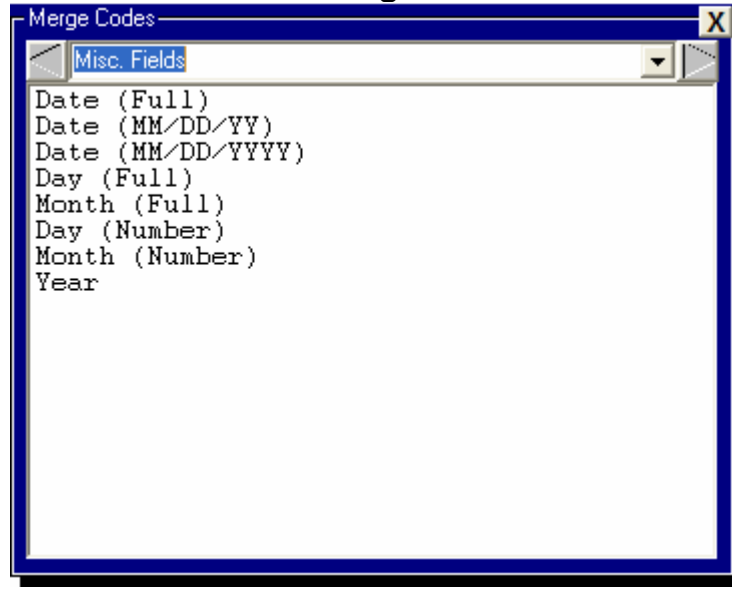 Merge Codes
X
Misc. Fields
Date (Full)
Date (MM/DD/YY)
Date (MM/DD/YYYY)
Day (Full)
Month (Full)
Day (Number)
Month (Number)
Year